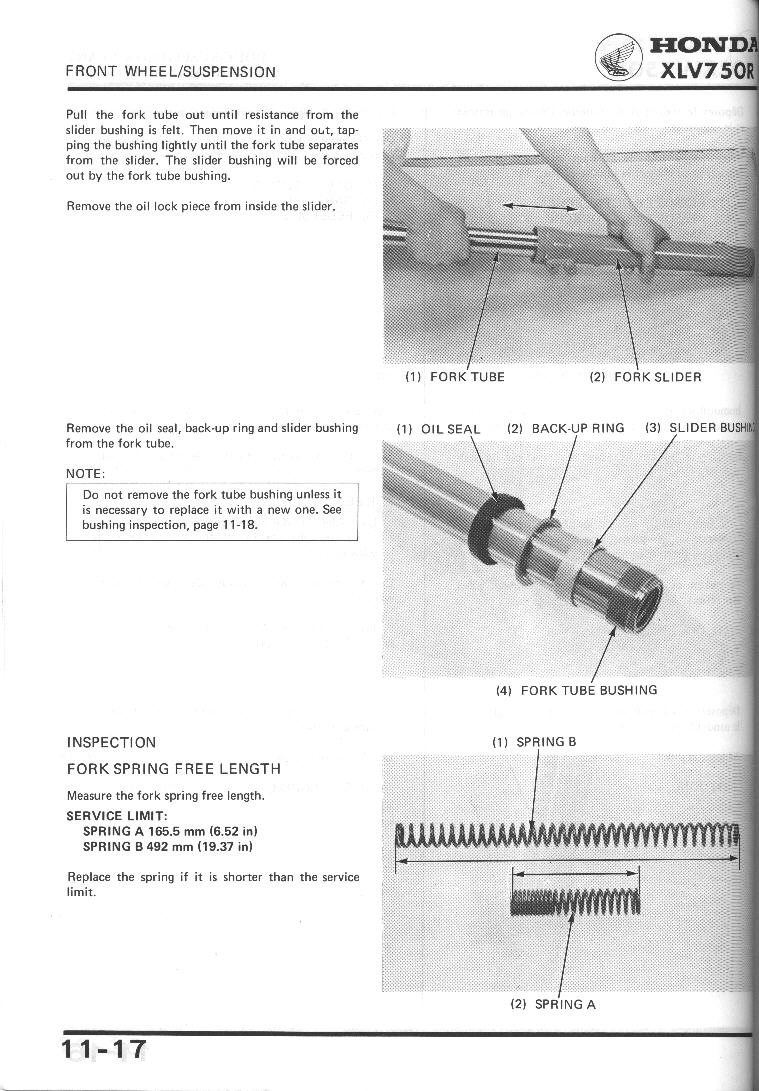 FRONT WHEEL/SUSPENSION
HONDA
XLV750R
Pull the fork tube out until resistance from the
slider bushing is felt. Then move it in and out, tap-
ping the bushing lightly until the fork tube separates
from the slider. The slider bushing will be forced
out by the fork tube bushing.
Remove the oil lock piece from inside the slider.
(1) FORK TUBE
(2) FORK SLIDER
Remove the oil seal, back-up ring and slider bushing
from the fork tube.
NOTE:
Do not remove the fork tube bushing unless it
is necessary to replace it with a new one. See
bushing inspection, page 11-18.
(1) OIL SEAL
(2) BACK-UP RING
(3) SLIDER BUSHING
(4) FORK TUBE BUSHING
INSPECTION
FORK SPRING FREE LENGTH
Measure the fork spring free length.
SERVICE LIMIT:
SPRING A 165.5 mm (6.52 in)
SPRING B 492 mm (19.37 in)
Replace the spring if it is shorter than the service
limit.
(1) SPRING B
(2) SPRING A
11-17